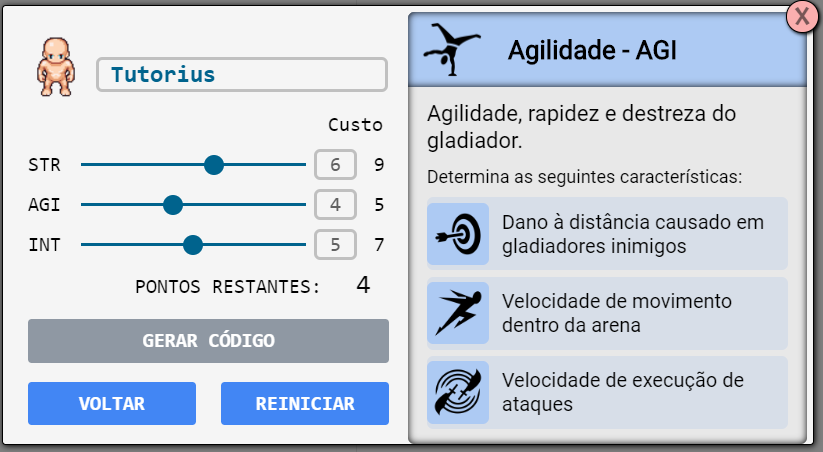 X
Tutorius
Custo
STR 6 9
AGI 4 5
INT 5 7
PONTOS RESTANTES: 4
GERAR CÓDIGO
VOLTAR REINICIAR
Agilidade - AGI
Agilidade, rapidez e destreza do
gladiador.
Determina as seguintes características:
Dano à distância causado em
gladiadores inimigos
Velocidade de movimento
dentro da arena
Velocidade de execução de
ataques